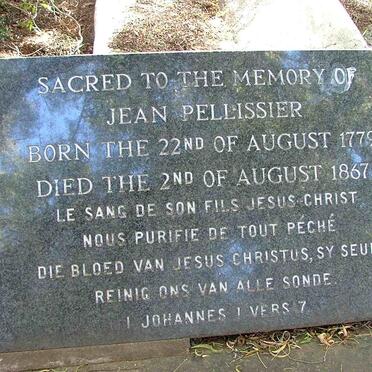 SACRED TO THE MEMORY OF
JEAN PELLISSIER
BORN THE 22ND OF AUGUST 1779
DIED THE 2ND OF AUGUST 1867
LE SANG DE SON FILS JESUS CHRIST
NOUS PURIFIE DE TOUT PÉCHÉ
DIE BLOED VAN JESUS CHRISTUS, SY SEUN
REINIG ONS VAN ALLE SONDE.
I JOHANNES I VERS 7.